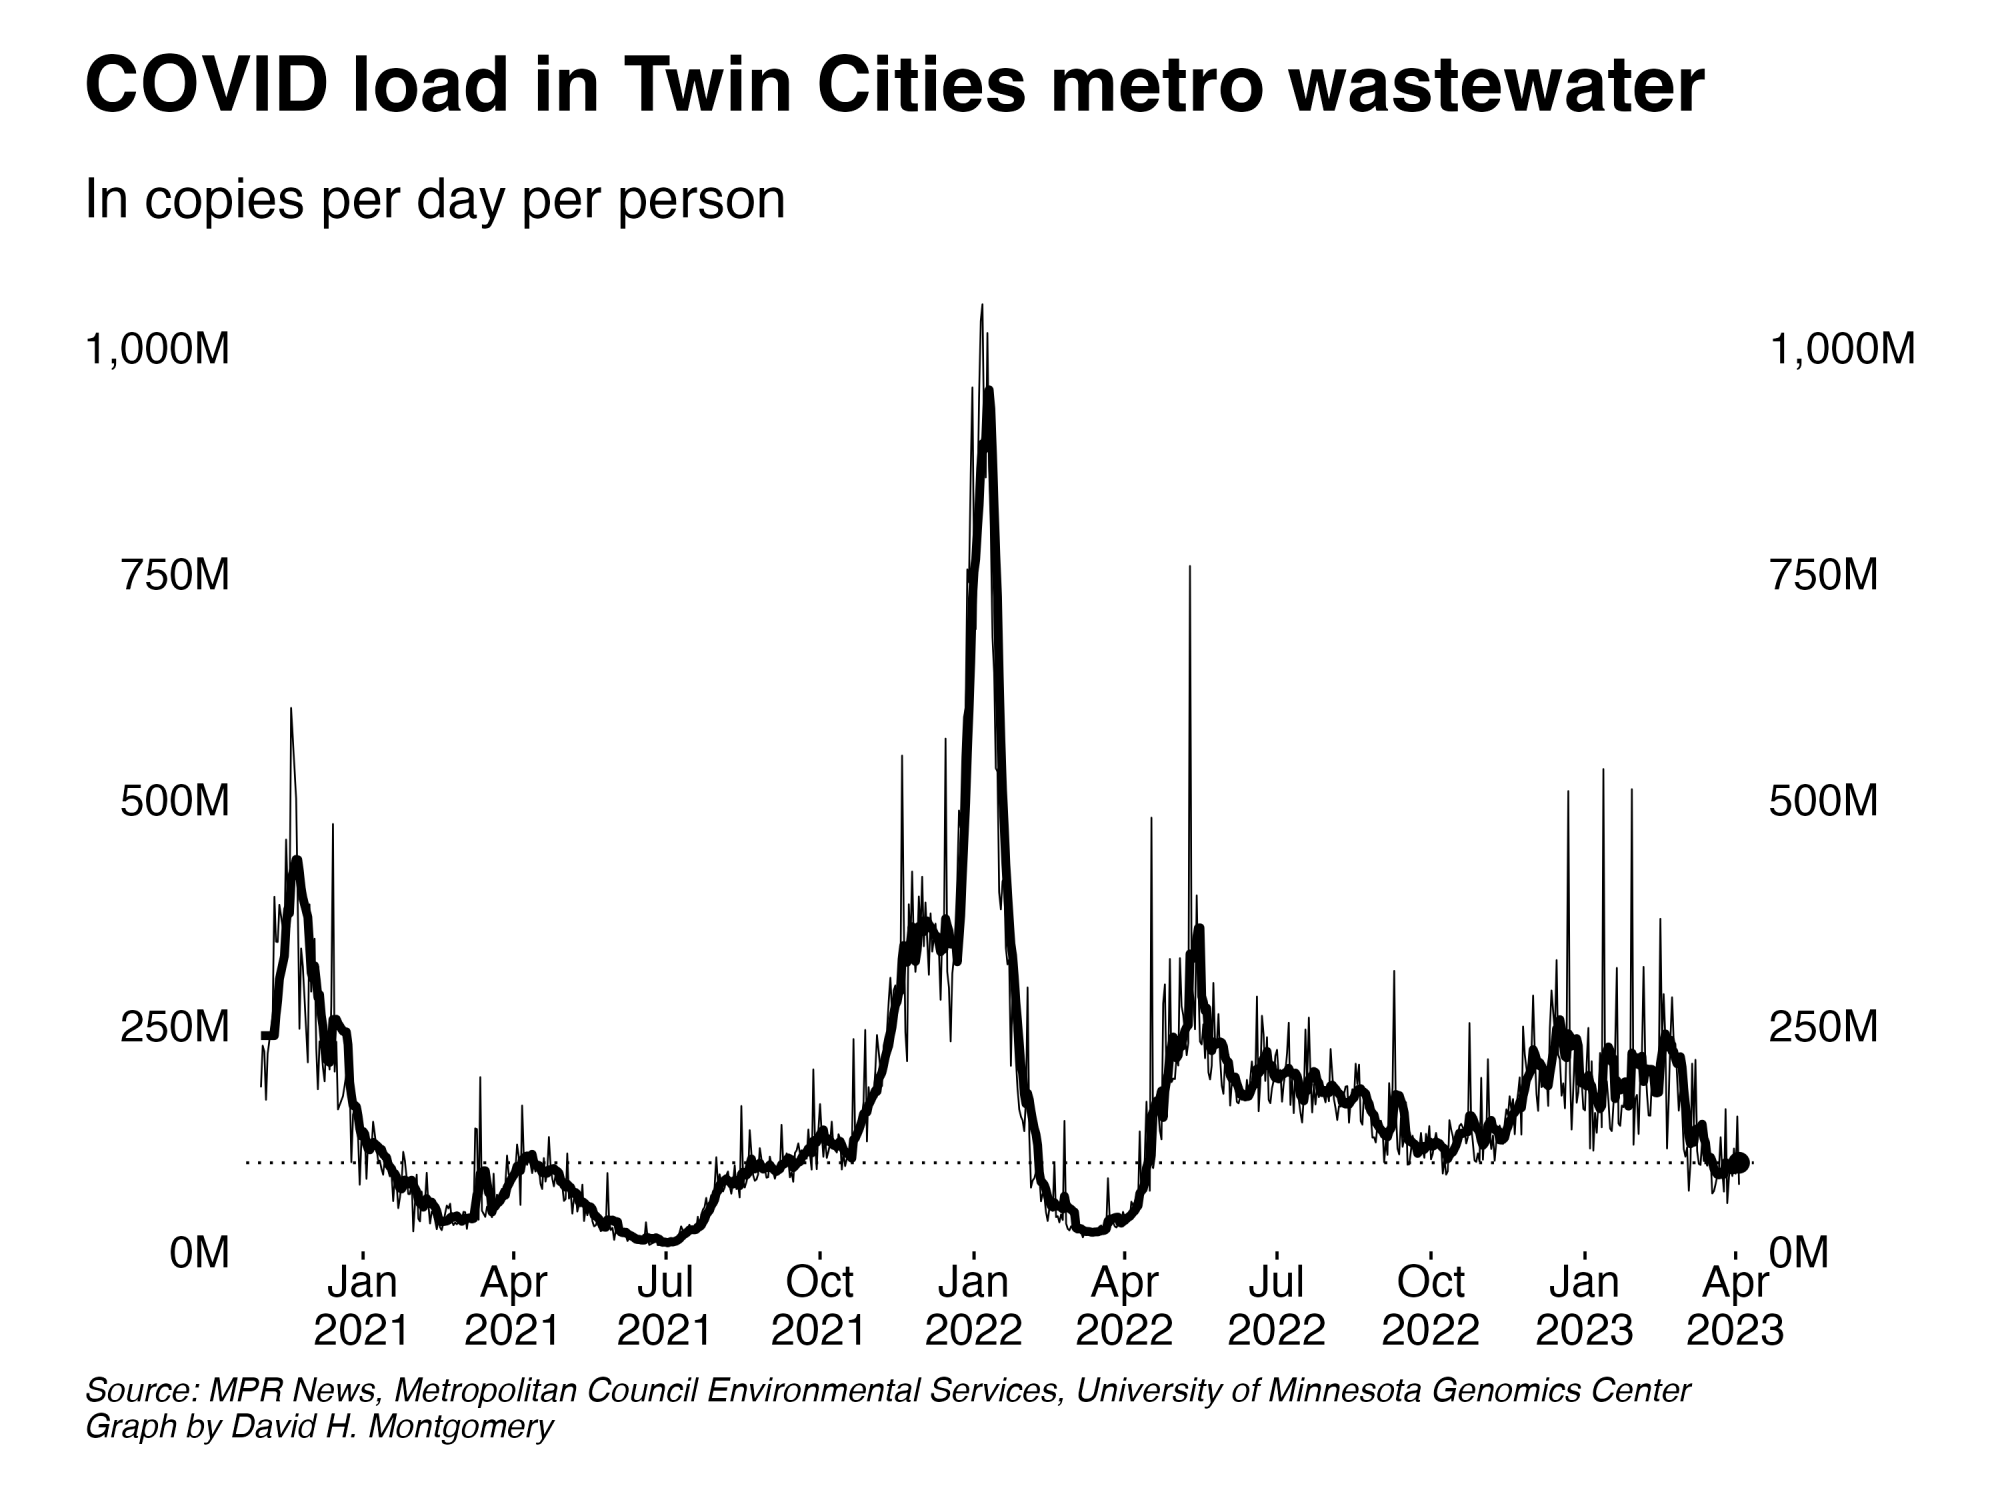 COVID load in Twin Cities metro wastewater
In copies per day per person
1,000M
1,000M
750M
750M
500M
500M
250M
250M
0M
0M
Jan Apr Jul Oct Jan Apr Jul Oct Jan Apr
2021 2021 2021 2021 2022 2022 2022 2022 2023 2023
Source: MPR News, Metropolitan Council Environmental Services, University of Minnesota Genomics Center
Graph by David H. Montgomery